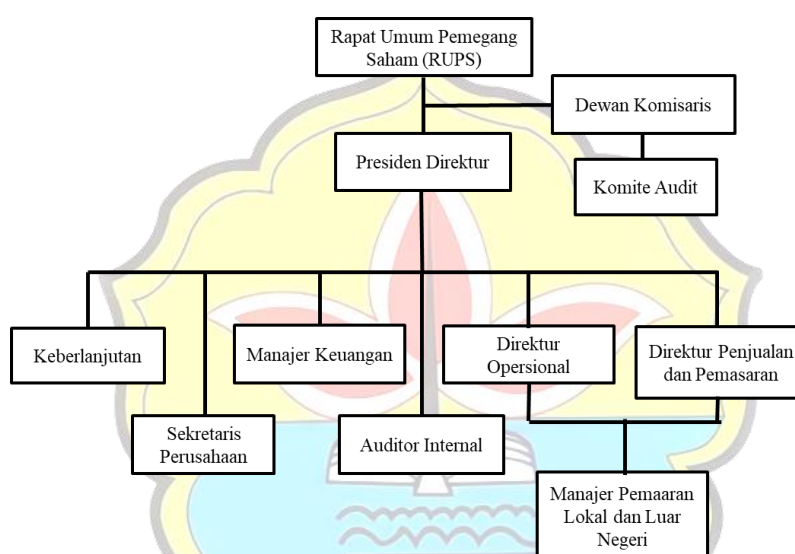 Rapat Umum Pemegang
Saham (RUPS)
Dewan Komisaris
Presiden Direktur
Komite Audit
Keberlanjutan
Manajer Keuangan
Direktur
Opersional
Direktur Penjualan
dan Pemasaran
Sekretaris
Perusahaan
Auditor Internal
Manajer Pemaaran
Lokal dan Luar
Negeri